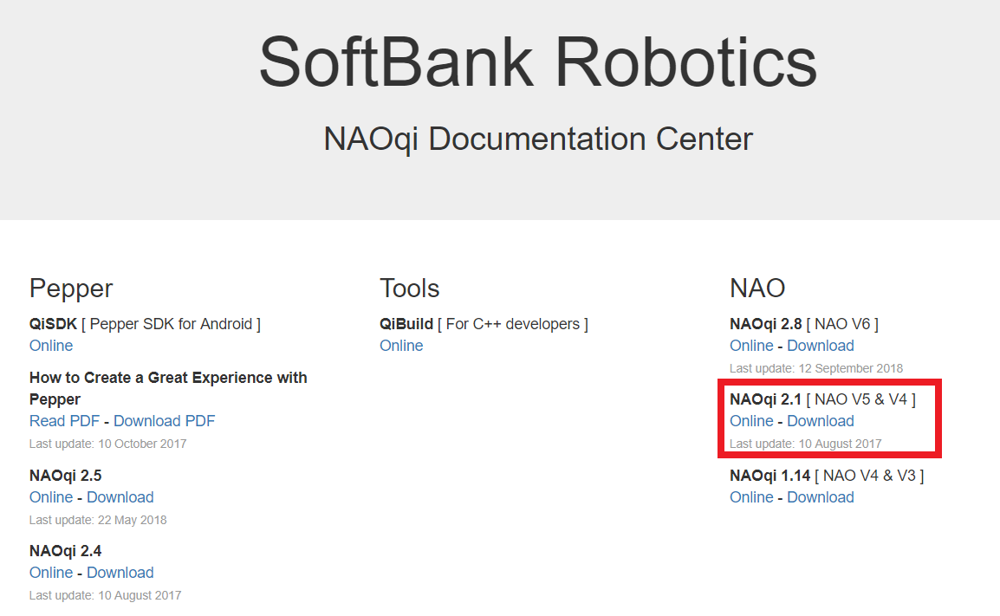 SoftBank Robotics
NAOqi Documentation Center
Pepper
QiSDK [ Pepper SDK for Android ]
Online
How to Create a Great Experience with
Pepper
Read PDF - Download PDF
Last update: 10 October 2017
NAOqi 2.5
Online - Download
Last update: 22 May 2018
NAOqi 2.4
Online - Download
Last update: 10 August 2017
Tools
QiBuild [ For C++ developers ]
Online
NAO
NAOqi 2.8 [ NAO V6 ]
Online - Download
Last update: 12 September 2018
NAOqi 2.1 [ NAO V5 & V4 ]
Online - Download
Last update: 10 August 2017
NAOqi 1.14 [ NAO V4 & V3 ]
Online - Download